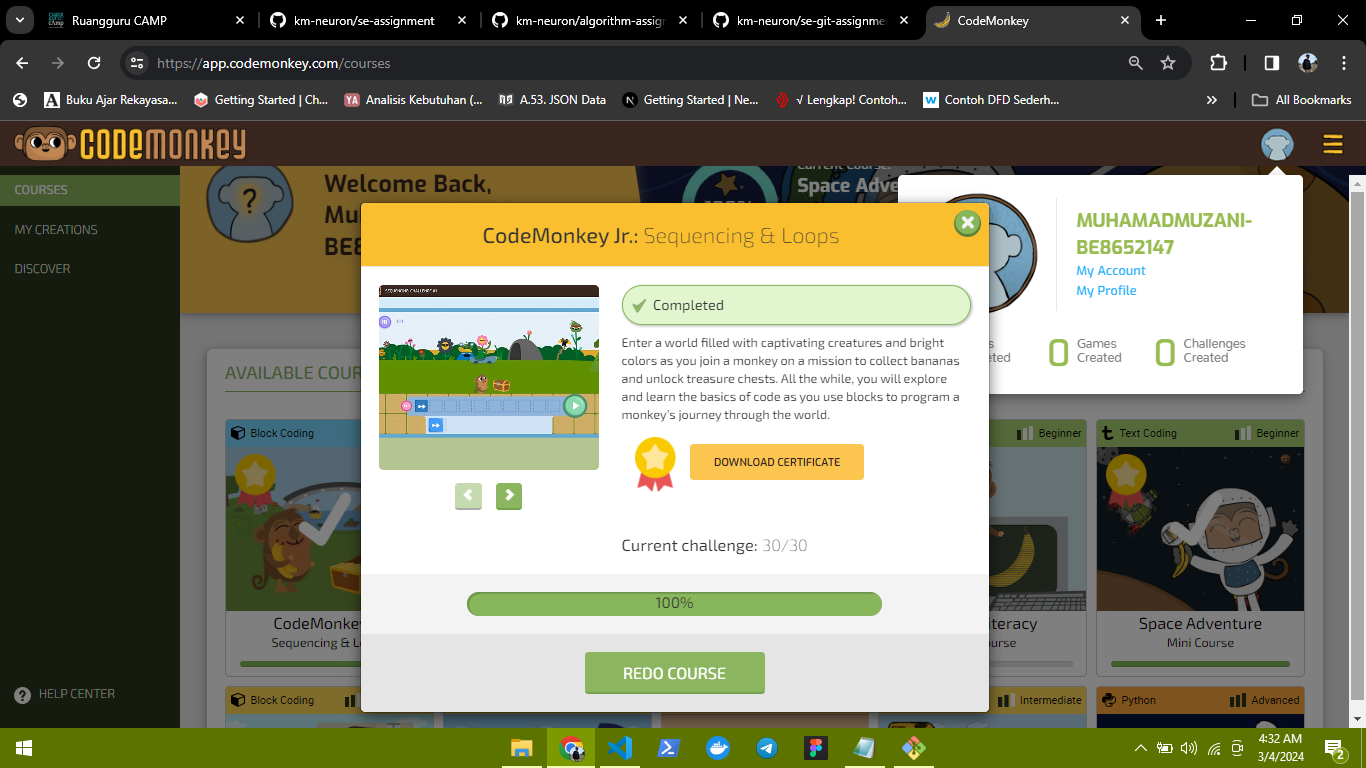 Ruangguru CAMP
km-neuron/se-assignment
km-neuron/algorithm-assig
km-neuron/se-git-assignme
CodeMonkey
https://app.codemonkey.com/courses
Buku Ajar Rekayasa...
Getting Started | Ch...
Analisis Kebutuhan (...
A.53. JSON Data
Getting Started | Ne...
√ Lengkap! Contoh...
Contoh DFD Sederh...
All Bookmarks
CODEMONKEY
COURSES
MY CREATIONS
DISCOVER
HELP CENTER
Welcome Back,
Mu
BE8
Current Course:
Space Adve
100%
MUHAMADMUZANI-
BE8652147
My Account
My Profile
0 Games
Created
0 Challenges
Created
AVAILABLE COUR
CodeMonkey Jr.: Sequencing & Loops
SEQUENCING CHALLENGE #1
Completed
Enter a world filled with captivating creatures and bright
colors as you join a monkey on a mission to collect bananas
and unlock treasure chests. All the while, you will explore
and learn the basics of code as you use blocks to program a
monkey's journey through the world.
DOWNLOAD CERTIFICATE
Current challenge: 30/30
100%
REDO COURSE
Block Coding
CodeMonke
Sequencing & Lo
Beginner
iteracy
ourse
Text Coding
Beginner
Space Adventure
Mini Course
Block Coding
Intermediate
Python
Advanced
4:32 AM
3/4/2024
2